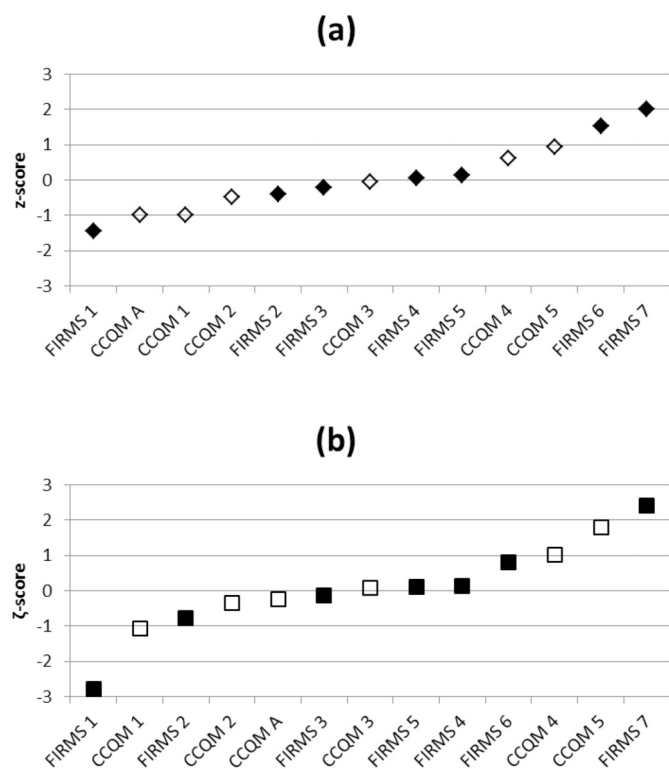 (a)
3
2
1
0
-1
-2
-3
z-score
FIRMS 1
CCQM A
CCQM 1
CCQM 2
FIRMS 2
FIRMS 3
CCQM 3
FIRMS 4
FIRMS 5
CCQM 4
CCQM 5
FIRMS 6
FIRMS 7
(b)
3
2
1
0
-1
-2
-3
ζ-score
FIRMS 1
CCQM 1
FIRMS 2
CCQM 2
CCQM A
FIRMS 3
CCQM 3
FIRMS 5
FIRMS 4
FIRMS 6
CCQM 4
CCQM 5
FIRMS 7